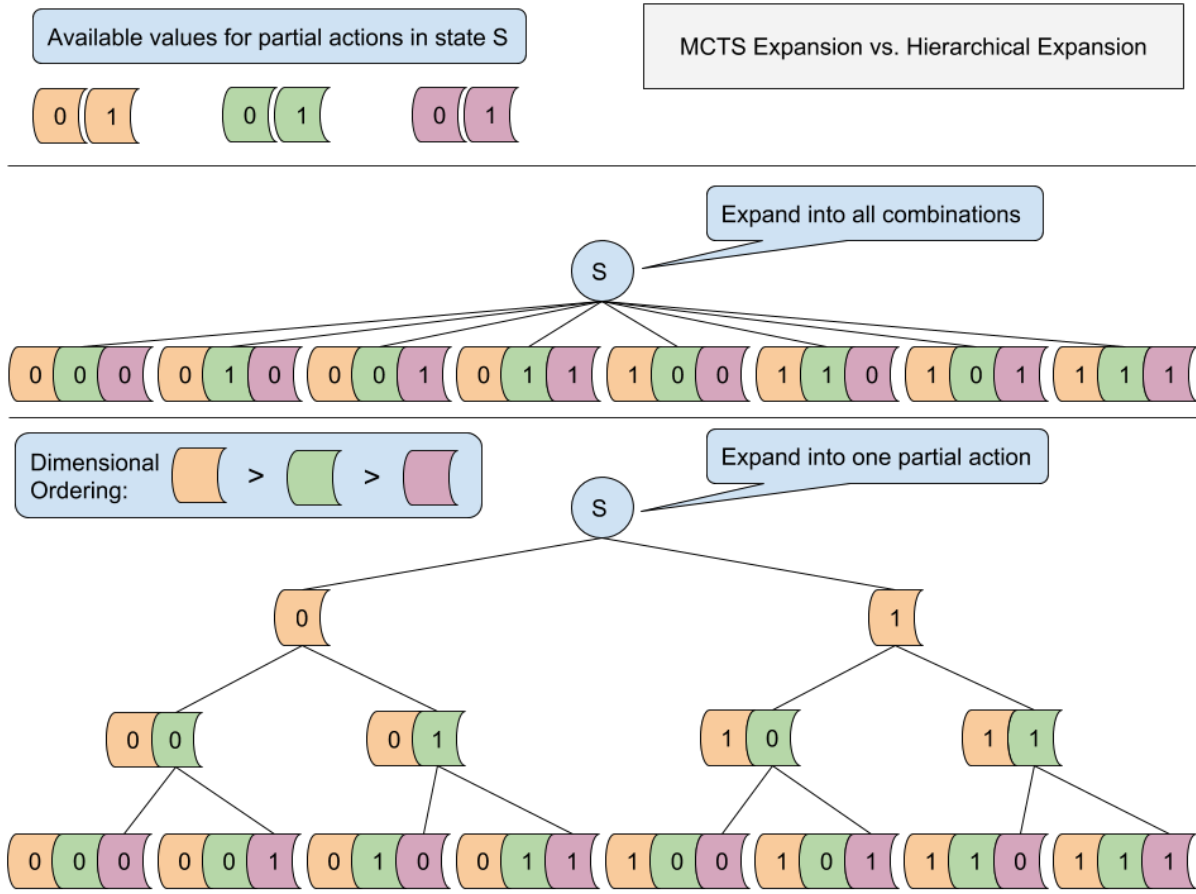 Available values for partial actions in state S
MCTS Expansion vs. Hierarchical Expansion
0 1 0 1 0 1
Expand into all combinations
S
0 0 0 0 1 0 0 0 1 0 1 1 1 0 0 1 1 0 1 0 1 1 1 1
Dimensional
Ordering: > >
Expand into one partial action
S
0 1
0 0 0 1 1 0 1 1
0 0 0 0 0 1 0 1 0 0 1 1 1 0 0 1 0 1 1 1 0 1 1 1